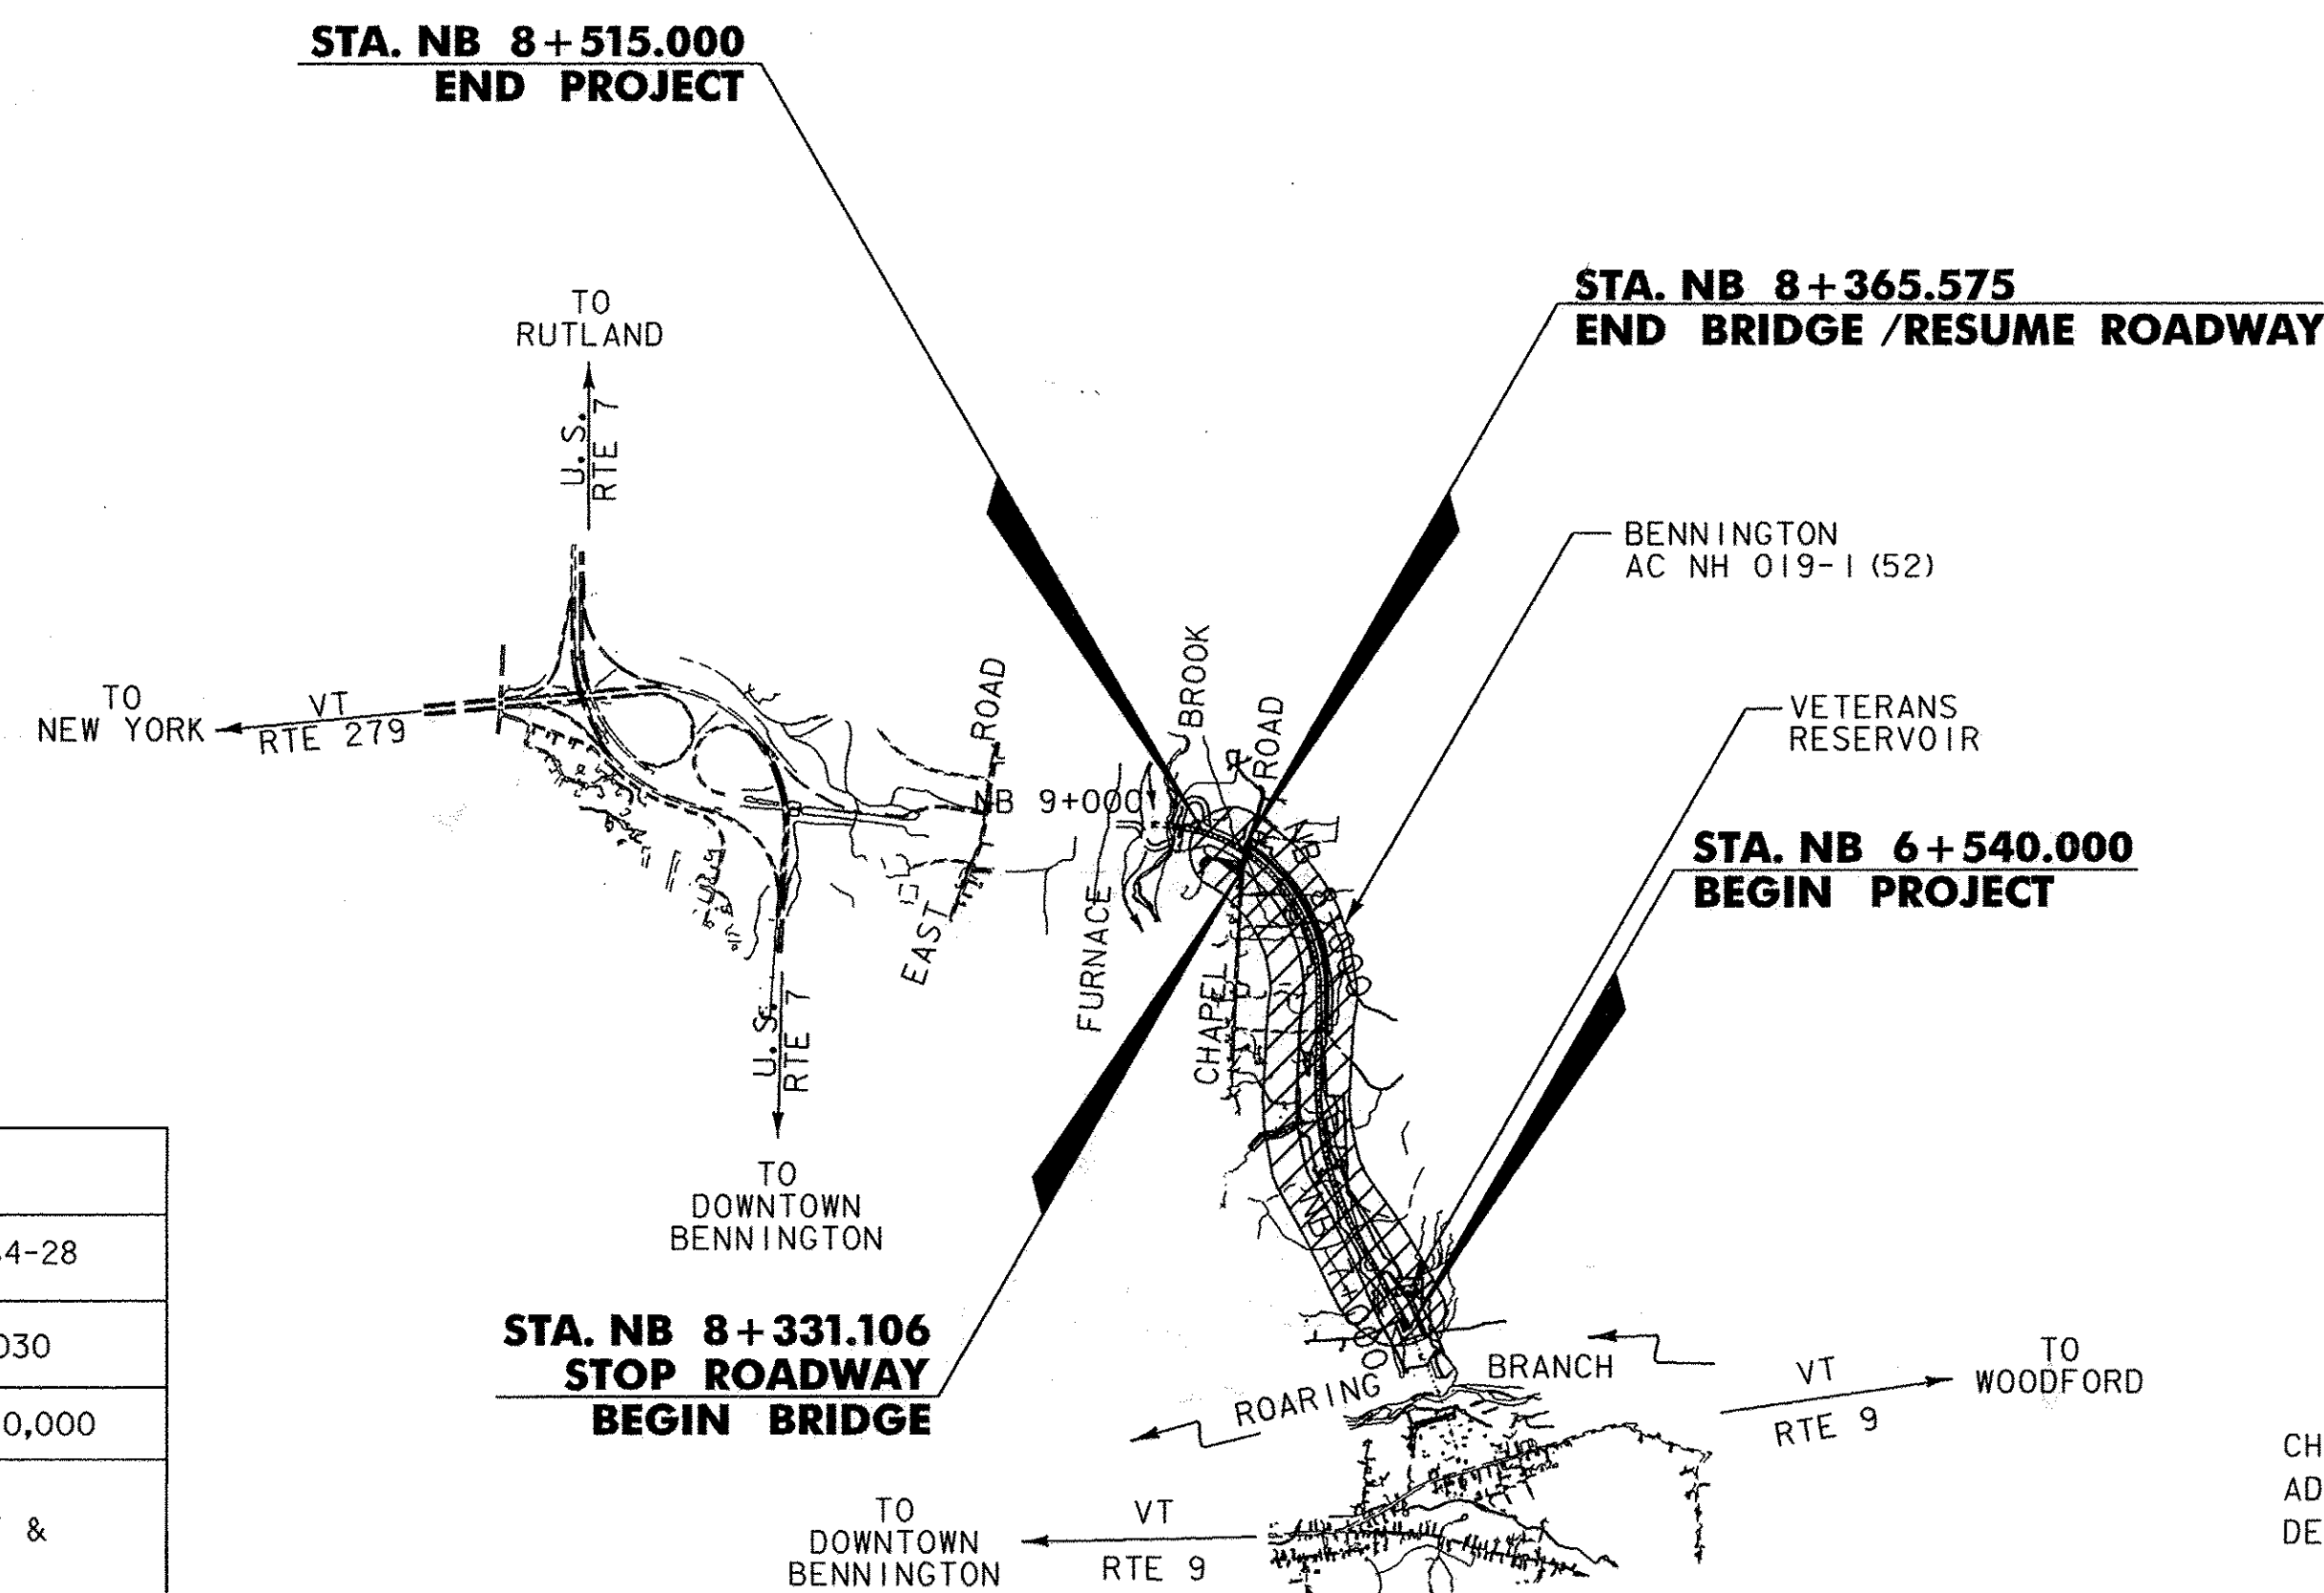 STA. NB 8+515.000
END PROJECT
STA. NB 8+365.575
END BRIDGE /RESUME ROADWAY
TO
RUTLAND
U.S.
RTE 7
BENNINGTON
AC NH 019-1(52)
TO
NEW YORK
VT
RTE 279
ROAD
BROOK
ROAD
VETERANS
RESERVOIR
NB 9+000
STA. NB 6+540.000
BEGIN PROJECT
EAST
FURNACE
CHAPEL
U.S.
RTE 7
TO
DOWNTOWN
BENNINGTON
4-28
STA. NB 8+331.106
STOP ROADWAY
BEGIN BRIDGE
030
0,000
&
ROARING
BRANCH
VT
RTE 9
TO
WOODFORD
TO
DOWNTOWN
BENNINGTON
VT
RTE 9
CH
AD
DE